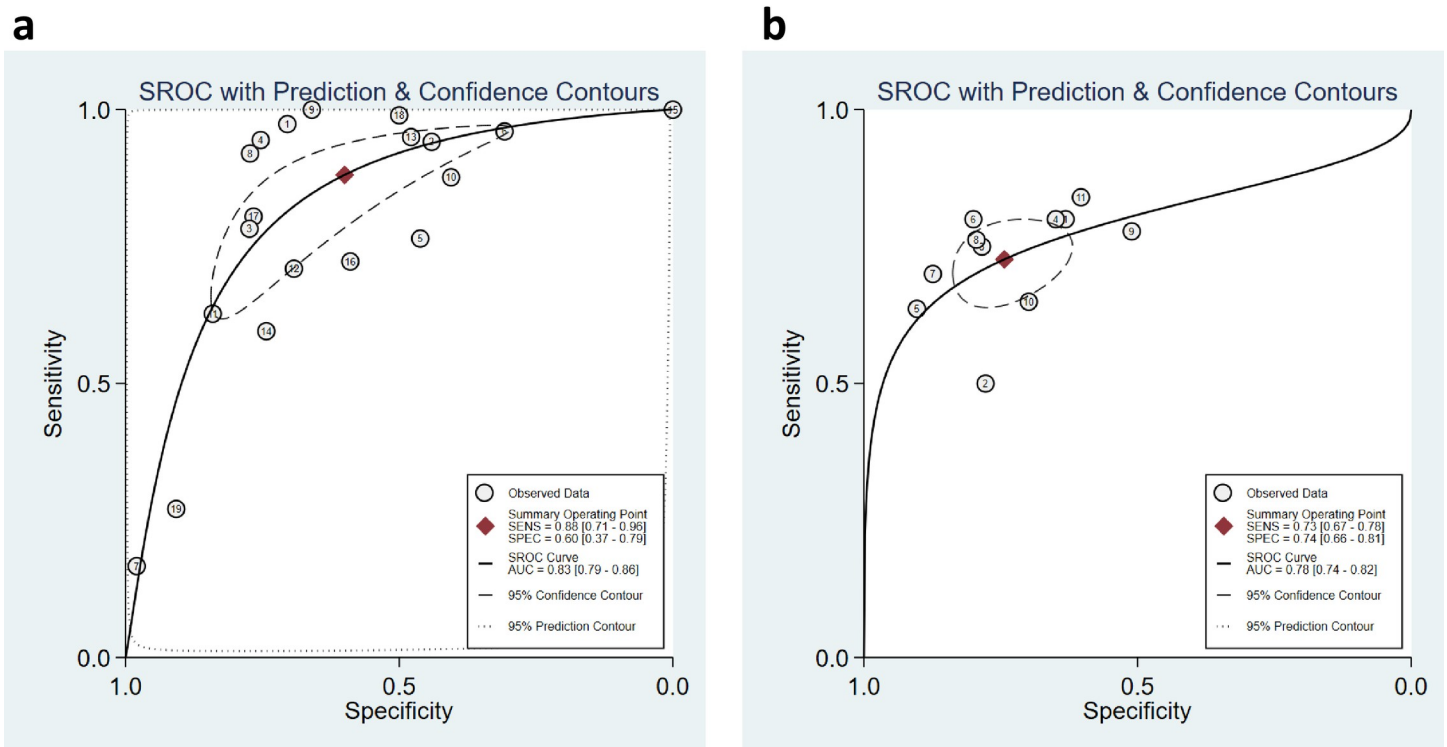 a
SROC with Prediction & Confidence Contours
1.0
0.5
0.0
Sensitivity
9
15
18
1
13
4
2
6
8
10
17
3
5
16
12
11
14
19
7
Observed Data
Summary Operating Point
SENS = 0.88 [0.71 - 0.96]
SPEC = 0.60 [0.37 - 0.79]
SROC Curve
AUC = 0.83 [0.79 - 0.86]
95% Confidence Contour
95% Prediction Contour
1.0
0.5
0.0
Specificity
b
SROC with Prediction & Confidence Contours
1.0
0.5
0.0
Sensitivity
11
6
4
1
9
8
3
7
10
5
2
Observed Data
Summary Operating Point
SENS = 0.73 [0.67 - 0.78]
SPEC = 0.74 [0.66 - 0.81]
SROC Curve
AUC = 0.78 [0.74 - 0.82]
95% Confidence Contour
95% Prediction Contour
1.0
0.5
0.0
Specificity